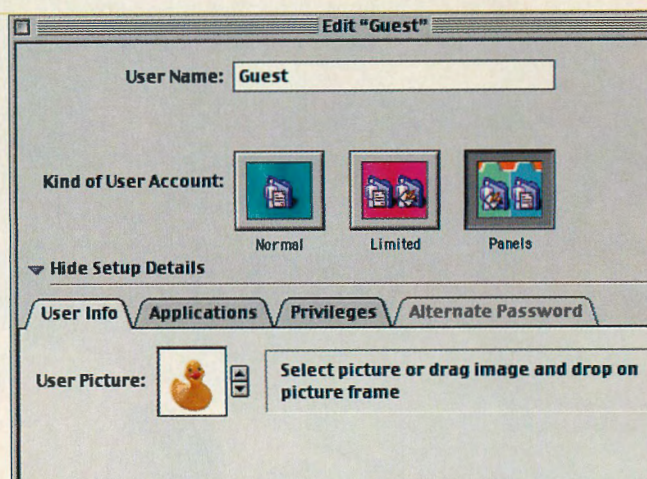 Edit “Guest”
User Name: Guest
Kind of User Account:
Normal Limited Panels
Hide Setup Details
User Info Applications Privileges Alternate Password
User Picture: Select picture or drag image and drop on
picture frame